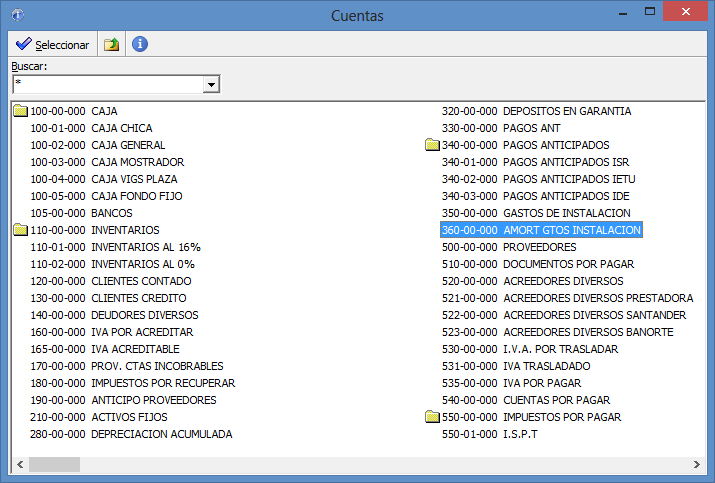 Cuentas
Seleccionar
Buscar:
*
100-00-000 CAJA
100-01-000 CAJA CHICA
100-02-000 CAJA GENERAL
100-03-000 CAJA MOSTRADOR
100-04-000 CAJA VIGS PLAZA
100-05-000 CAJA FONDO FIJO
105-00-000 BANCOS
110-00-000 INVENTARIOS
110-01-000 INVENTARIOS AL 16%
110-02-000 INVENTARIOS AL 0%
120-00-000 CLIENTES CONTADO
130-00-000 CLIENTES CREDITO
140-00-000 DEUDORES DIVERSOS
160-00-000 IVA POR ACREDITAR
165-00-000 IVA ACREDITABLE
170-00-000 PROV. CTAS INCOBRABLES
180-00-000 IMPUESTOS POR RECUPERAR
190-00-000 ANTICIPO PROVEEDORES
210-00-000 ACTIVOS FIJOS
280-00-000 DEPRECIACION ACUMULADA
320-00-000 DEPOSITOS EN GARANTIA
330-00-000 PAGOS ANT
340-00-000 PAGOS ANTICIPADOS
340-01-000 PAGOS ANTICIPADOS ISR
340-02-000 PAGOS ANTICIPADOS IETU
340-03-000 PAGOS ANTICIPADOS IDE
350-00-000 GASTOS DE INSTALACION
360-00-000 AMORT GTOS INSTALACION
500-00-000 PROVEEDORES
510-00-000 DOCUMENTOS POR PAGAR
520-00-000 ACREEDORES DIVERSOS
521-00-000 ACREEDORES DIVERSOS PRESTADORA
522-00-000 ACREEDORES DIVERSOS SANTANDER
523-00-000 ACREEDORES DIVERSOS BANORTE
530-00-000 I.V.A. POR TRASLADAR
531-00-000 IVA TRASLADADO
535-00-000 IVA POR PAGAR
540-00-000 CUENTAS POR PAGAR
550-00-000 IMPUESTOS POR PAGAR
550-01-000 I.S.P.T